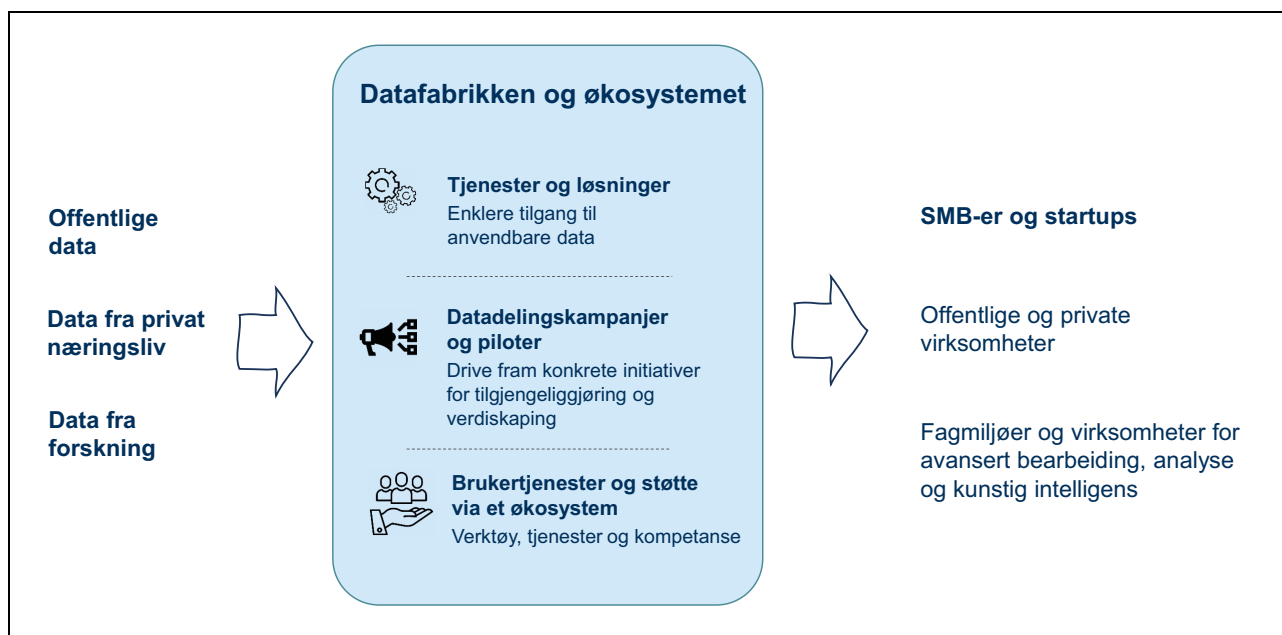 Datafabrikken og økosystemet
Offentlige
data
Data fra privat
næringsliv
Data fra
forskning
Tjenester og løsninger
Enklere tilgang til
anvendbare data
Datadelingskampanjer
og piloter
Drive fram konkrete initiativer
for tilgjengeliggjøring og
verdiskaping
Brukertjenester og støtte
via et økosystem
Verktøy, tjenester og kompetanse
SMB-er og startups
Offentlige og private
virksomheter
Fagmiljøer og virksomheter for
avansert bearbeiding, analyse
og kunstig intelligens